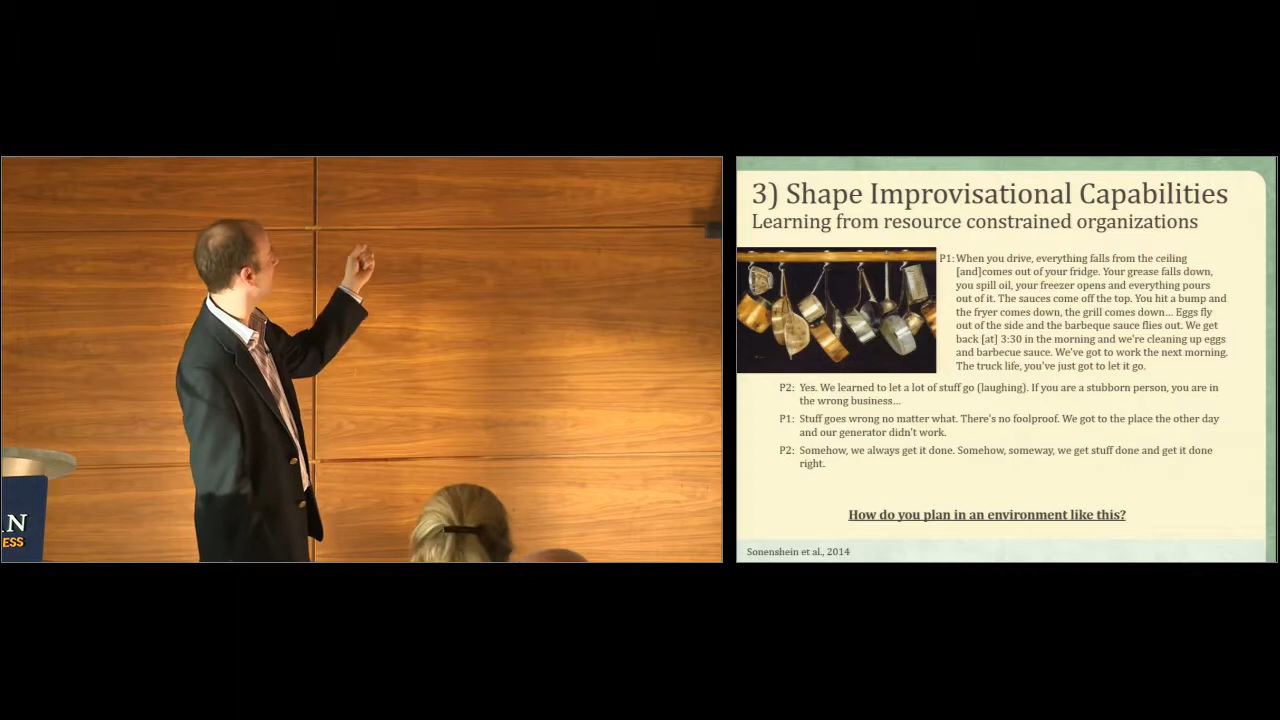 N
ESS
3) Shape Improvisational Capabilities
Learning from resource constrained organizations
P1: When you drive, everything falls from the ceiling
[and]comes out of your fridge. Your grease falls down,
you spill oil, your freezer opens and everything pours
out of it. The sauces come off the top. You hit a bump and
the fryer comes down, the grill comes down... Eggs fly
out of the side and the barbeque sauce flies out. We get
back [at] 3:30 in the morning and we're cleaning up eggs
and barbecue sauce. We've got to work the next morning.
The truck life, you've just got to let it go.
P2: Yes. We learned to let a lot of stuff go (laughing). If you are a stubborn person, you are in
the wrong business...
P1: Stuff goes wrong no matter what. There's no foolproof. We got to the place the other day
and our generator didn't work.
P2: Somehow, we always get it done. Somehow, someway, we get stuff done and get it done
right.
How do you plan in an environment like this?
Sonenshein et al., 2014